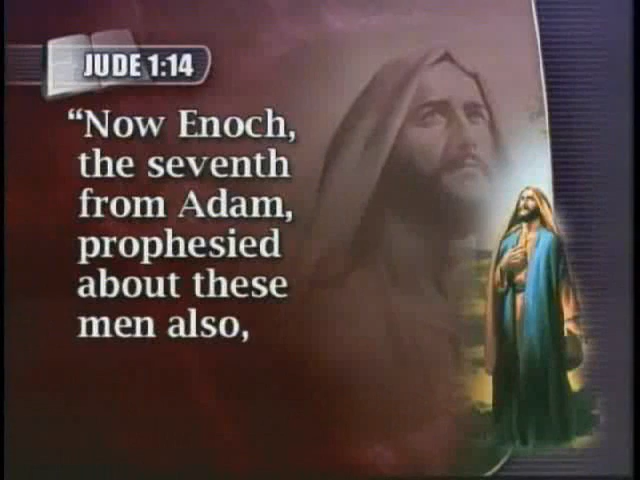 JUDE 1:14
“Now Enoch,
the seventh
from Adam,
prophesied
about these
men also,